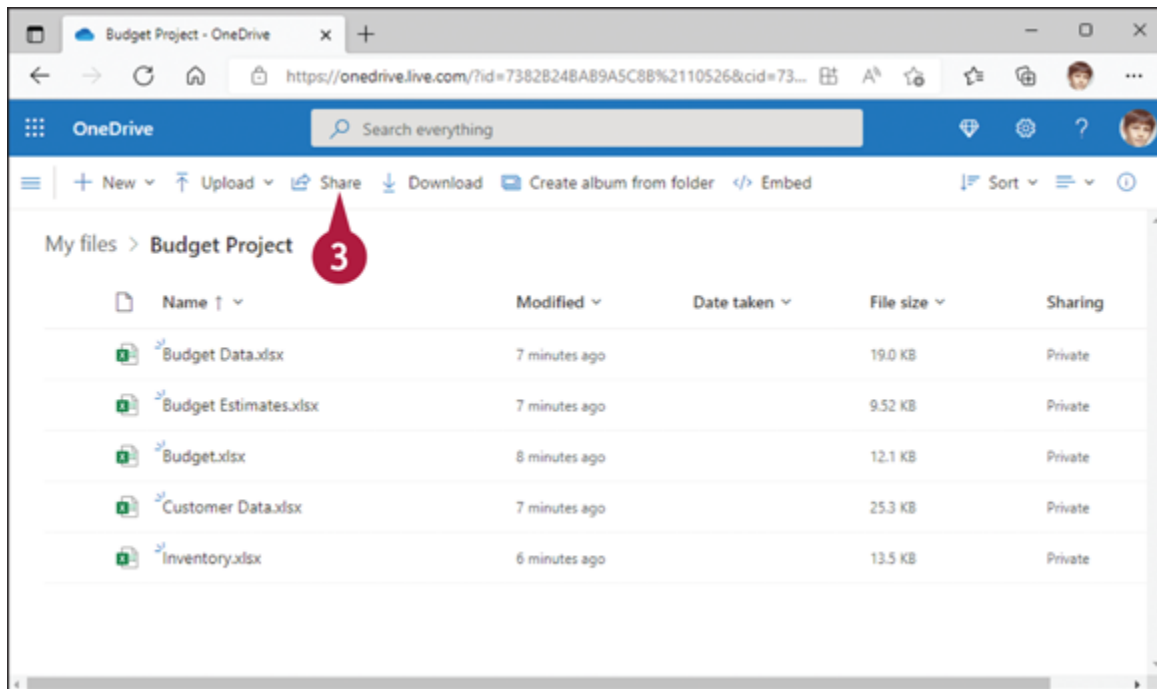 Budget Project - OneDrive
https://onedrive.live.com/?id=7382B24BAB9A5C8B%2110526&cid=73...
OneDrive Search everything ?
New Upload Share Download Create album from folder </> Embed Sort
My files > Budget Project
3
Name ↑ Modified Date taken File size Sharing
Budget Data.xlsx 7 minutes ago 19.0 KB Private
Budget Estimates.xlsx 7 minutes ago 9.52 KB Private
Budget.xlsx 8 minutes ago 12.1 KB Private
Customer Data.xlsx 7 minutes ago 25.3 KB Private
Inventory.xlsx 6 minutes ago 13.5 KB Private